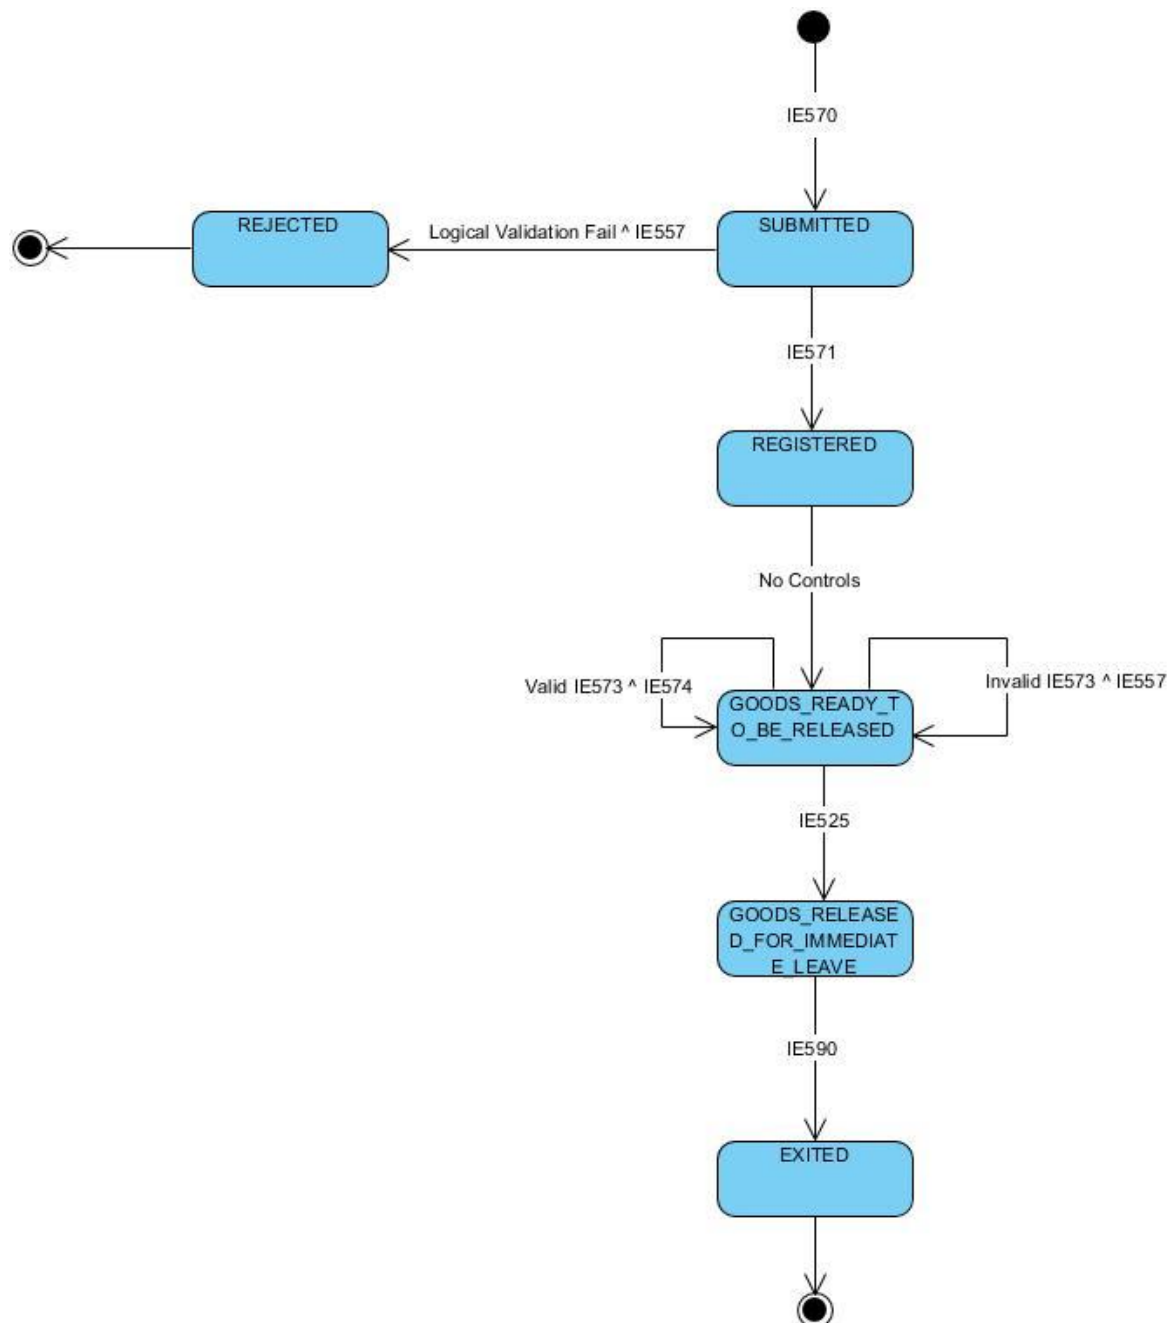 IE570
REJECTED
Logical Validation Fail ^ IE557
SUBMITTED
IE571
REGISTERED
No Controls
Valid IE573 ^ IE574
Invalid IE573 ^ IE557
GOODS_READY_T
O_BE_RELEASED
IE525
GOODS_RELEASE
D_FOR_IMMEDIAT
E_LEAVE
IE590
EXITED